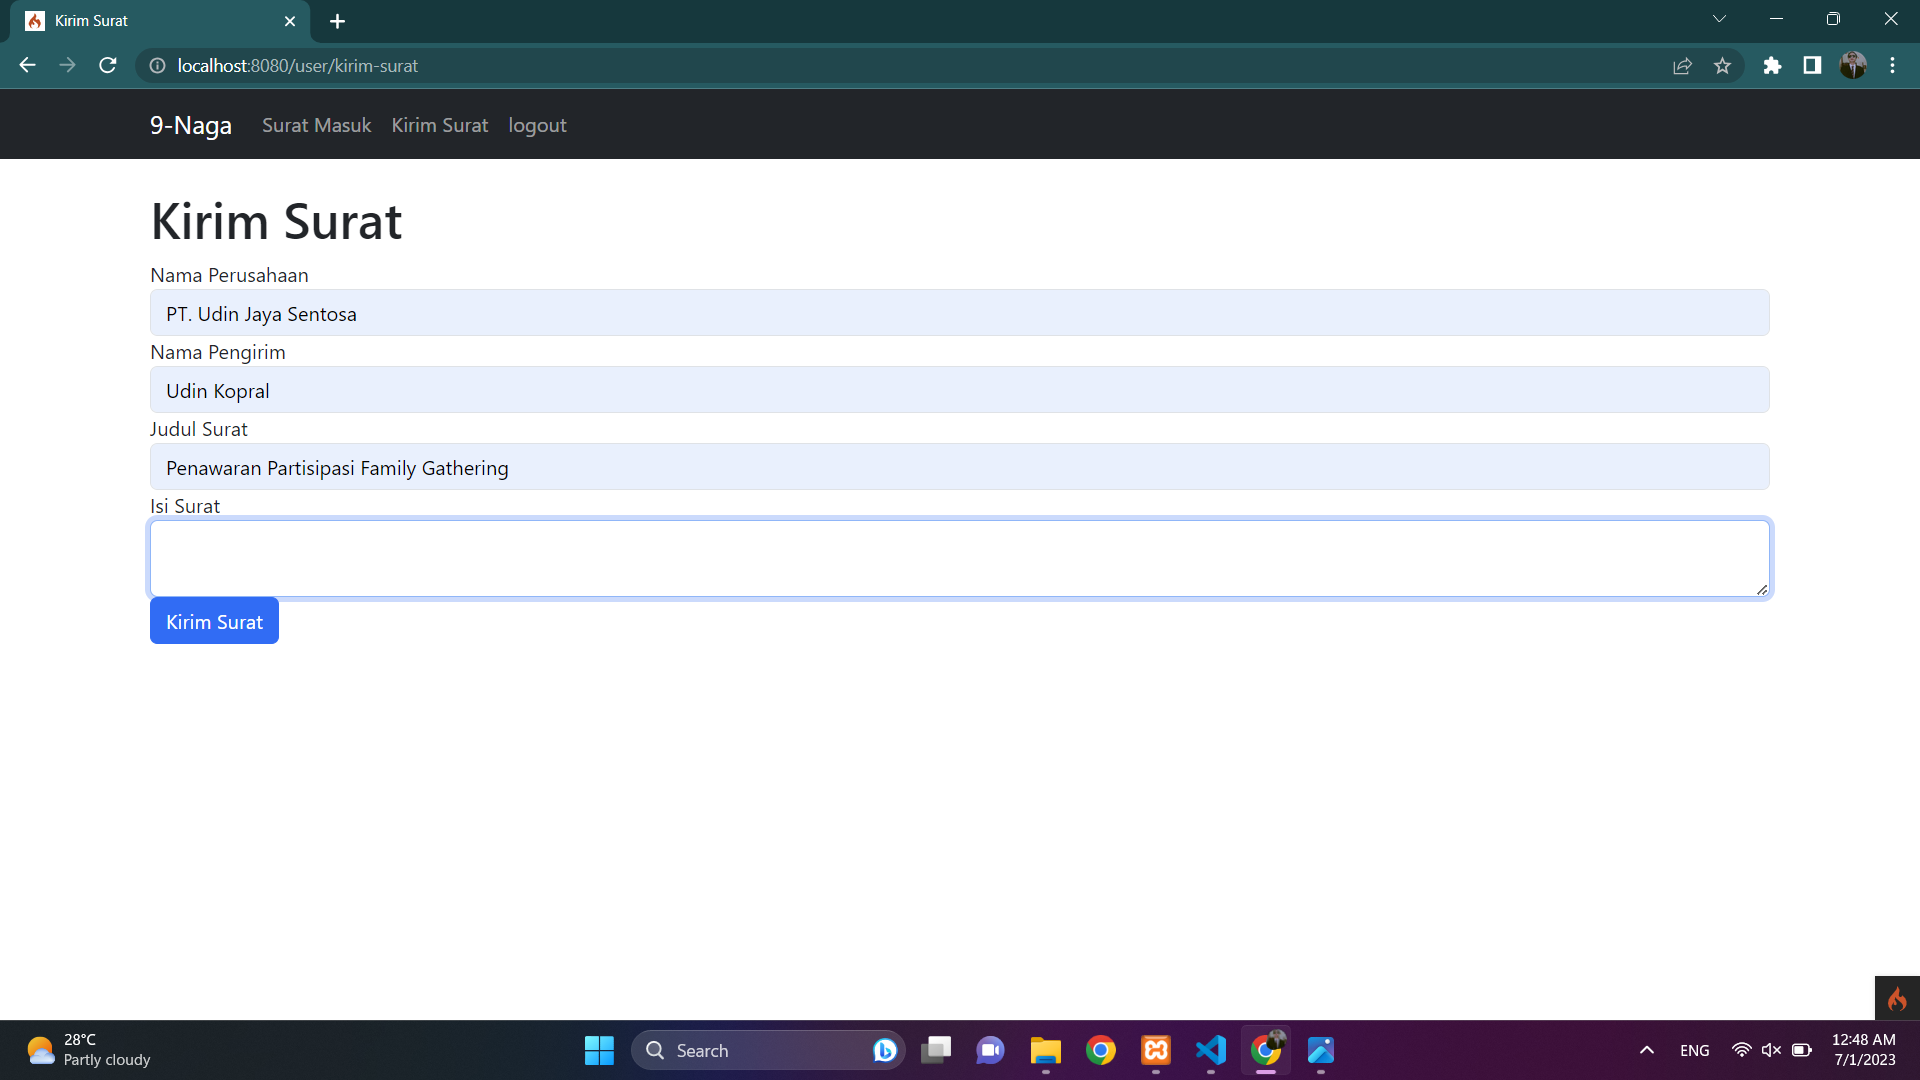 Kirim Surat
localhost:8080/user/kirim-surat
9-Naga Surat Masuk Kirim Surat logout
Kirim Surat
Nama Perusahaan
PT. Udin Jaya Sentosa
Nama Pengirim
Udin Kopral
Judul Surat
Penawaran Partisipasi Family Gathering
Isi Surat
Kirim Surat
28°C
Partly cloudy
Search
ENG
12:48 AM
7/1/2023